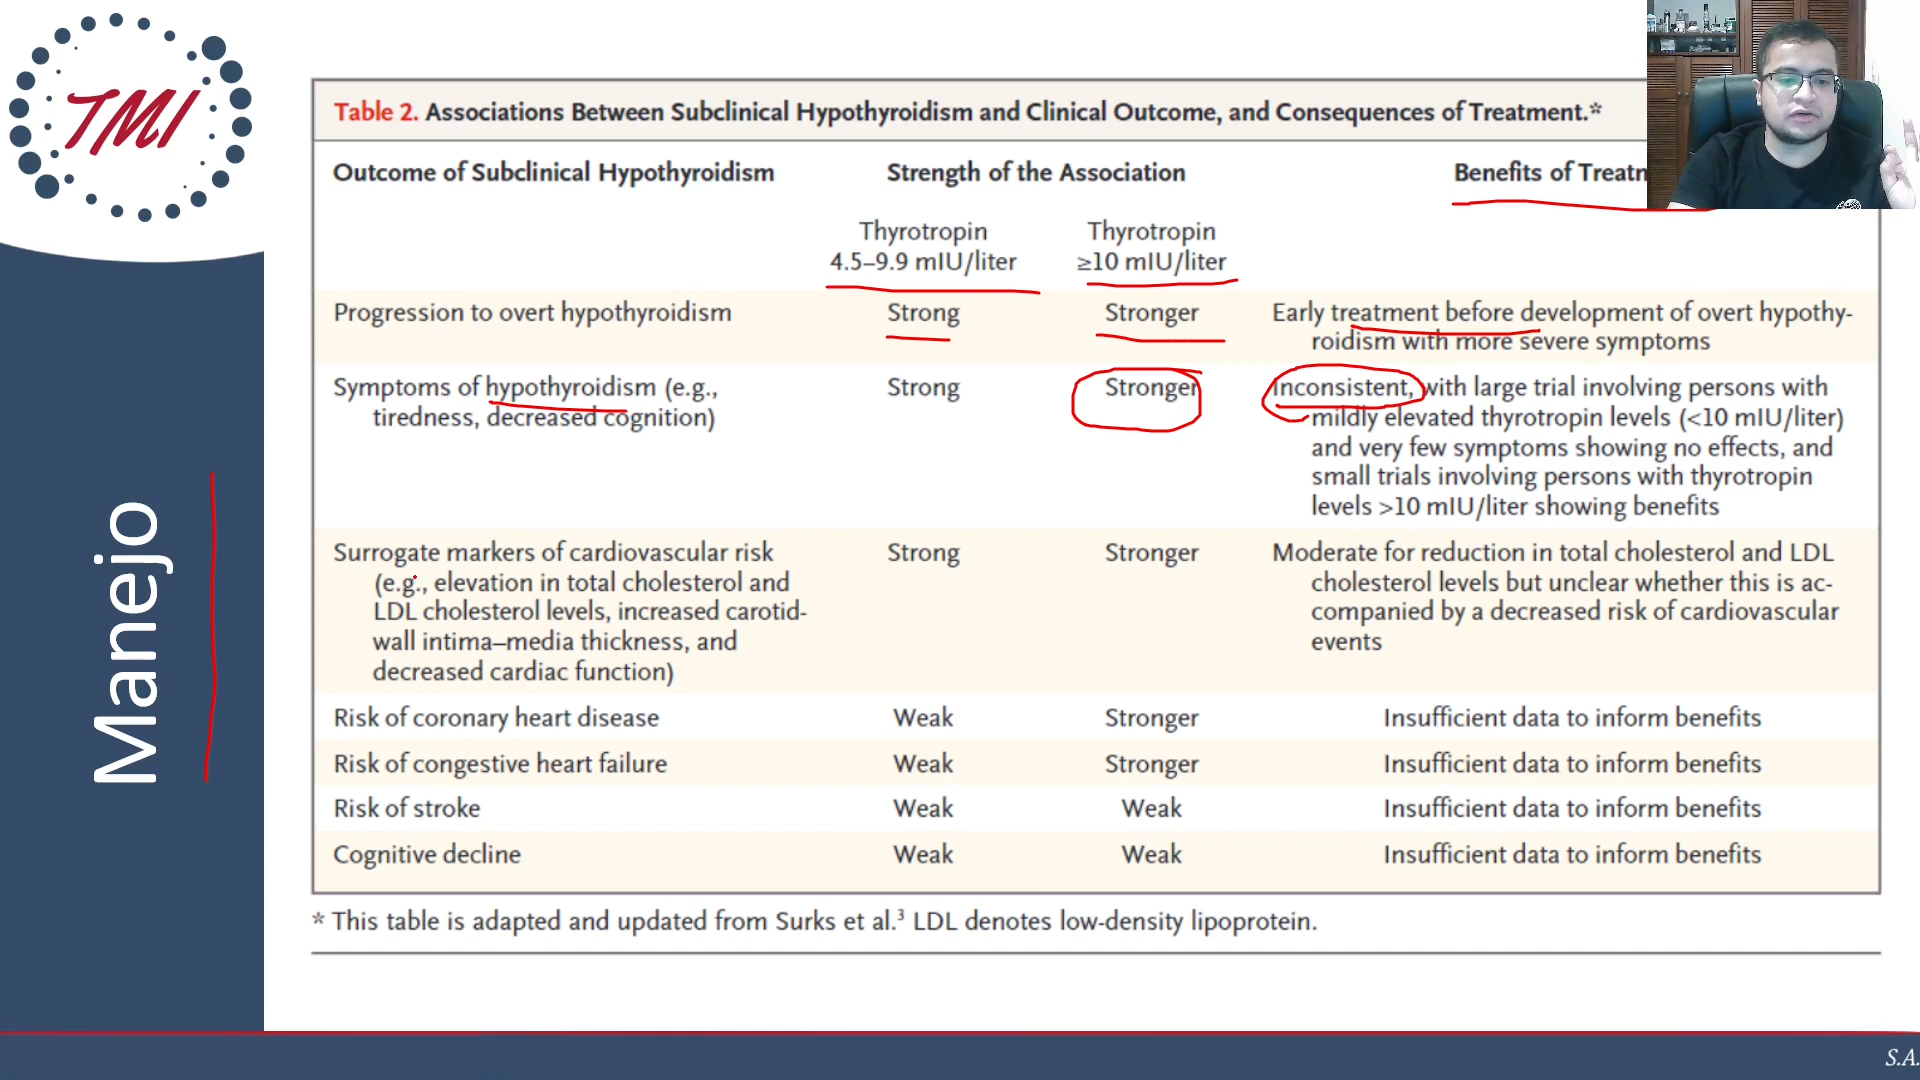 TMI
Manejo
Table 2. Associations Between Subclinical Hypothyroidism and Clinical Outcome, and Consequences of Treatment.*
Outcome of Subclinical Hypothyroidism
Strength of the Association
Benefits of Treatm
Thyrotropin
4.5–9.9 mIU/liter
Thyrotropin
≥10 mIU/liter
Progression to overt hypothyroidism
Strong
Stronger
Early treatment before development of overt hypothy-
roidism with more severe symptoms
Symptoms of hypothyroidism (e.g.,
tiredness, decreased cognition)
Strong
Stronger
Inconsistent, with large trial involving persons with
mildly elevated thyrotropin levels (<10 mIU/liter)
and very few symptoms showing no effects, and
small trials involving persons with thyrotropin
levels >10 mIU/liter showing benefits
Surrogate markers of cardiovascular risk
(e.g., elevation in total cholesterol and
LDL cholesterol levels, increased carotid-
wall intima–media thickness, and
decreased cardiac function)
Strong
Stronger
Moderate for reduction in total cholesterol and LDL
cholesterol levels but unclear whether this is ac-
companied by a decreased risk of cardiovascular
events
Risk of coronary heart disease
Weak
Stronger
Insufficient data to inform benefits
Risk of congestive heart failure
Weak
Stronger
Insufficient data to inform benefits
Risk of stroke
Weak
Weak
Insufficient data to inform benefits
Cognitive decline
Weak
Weak
Insufficient data to inform benefits
* This table is adapted and updated from Surks et al.³ LDL denotes low-density lipoprotein.
S.A.